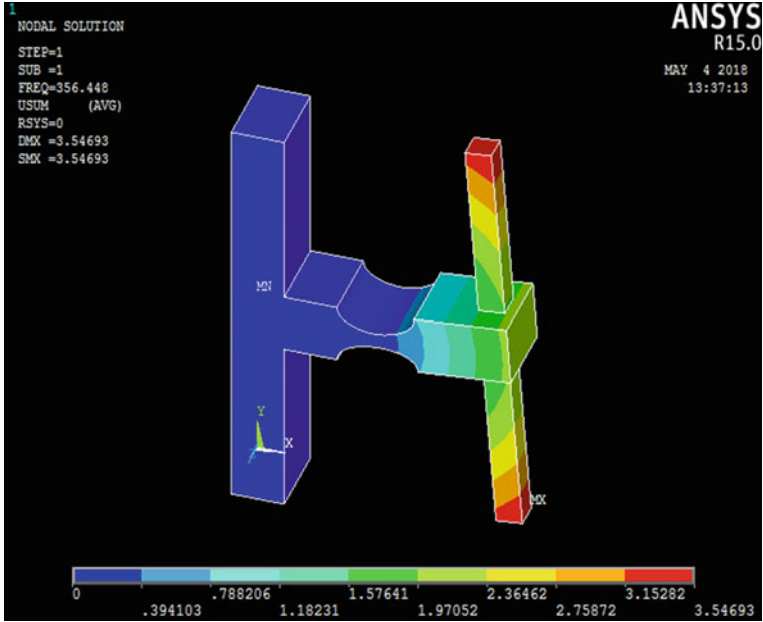 1
NODAL SOLUTION
STEP=1
SUB =1
FREQ=356.448
USUM (AVG)
RSYS=0
DMX =3.54693
SMX =3.54693
ANSYS
R15.0
MAY 4 2018
13:37:13
MN
Y
X
MX
0 .788206 1.57641 2.36462 3.15282
.394103 1.18231 1.97052 2.75872 3.54693